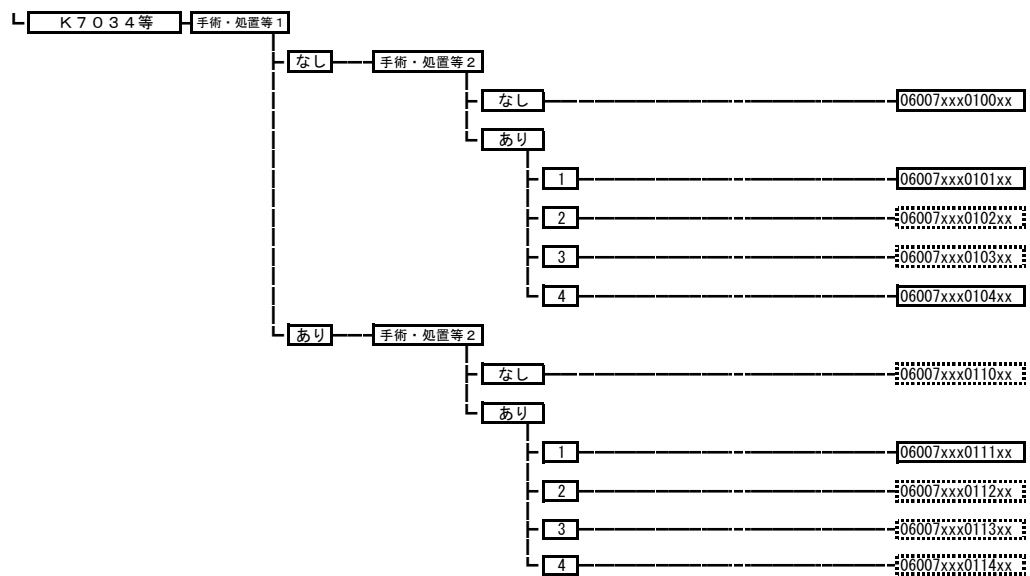 K7034等 手術・処置等1
なし 手術・処置等2
なし 06007xxx0100xx
あり
1 06007xxx0101xx
2 06007xxx0102xx
3 06007xxx0103xx
4 06007xxx0104xx
あり 手術・処置等2
なし 06007xxx0110xx
あり
1 06007xxx0111xx
2 06007xxx0112xx
3 06007xxx0113xx
4 06007xxx0114xx